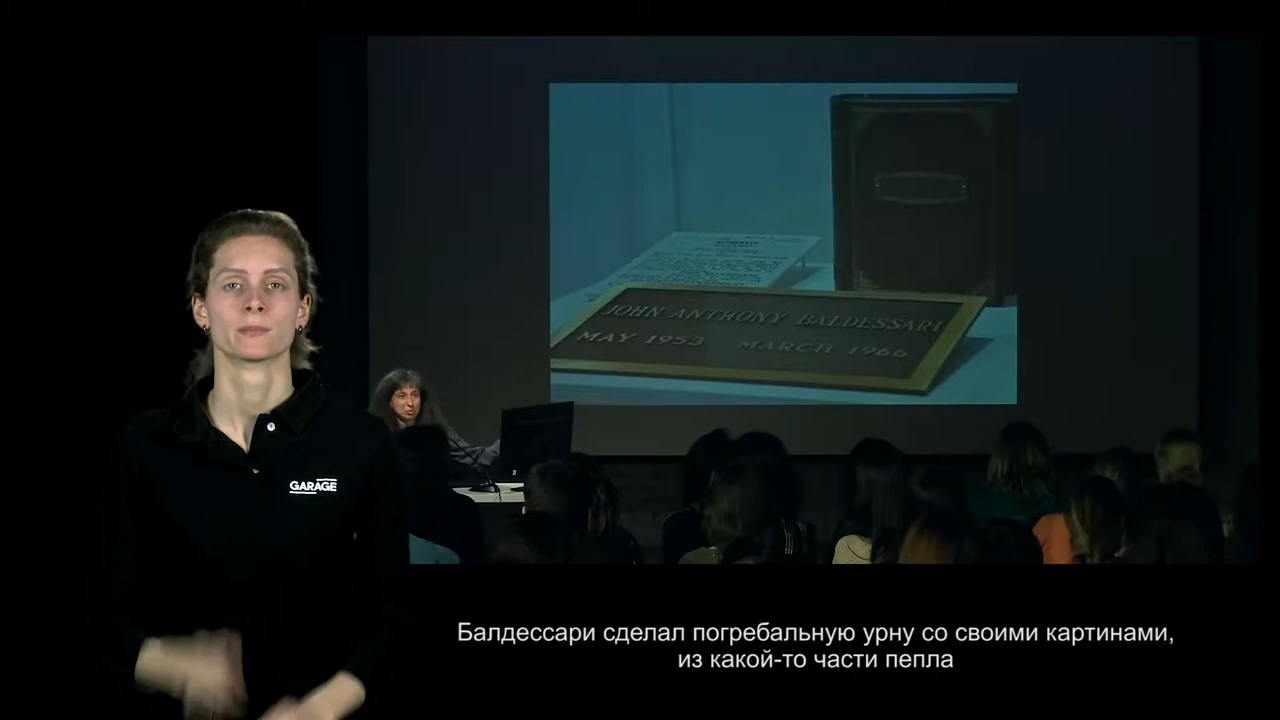 JOHN ANTHONY BALDESSARI
MAY 1953 MARCH 1966
GARAGE
Балдессари сделал погребальную урну со своими картинами,
из какой-то части пепла